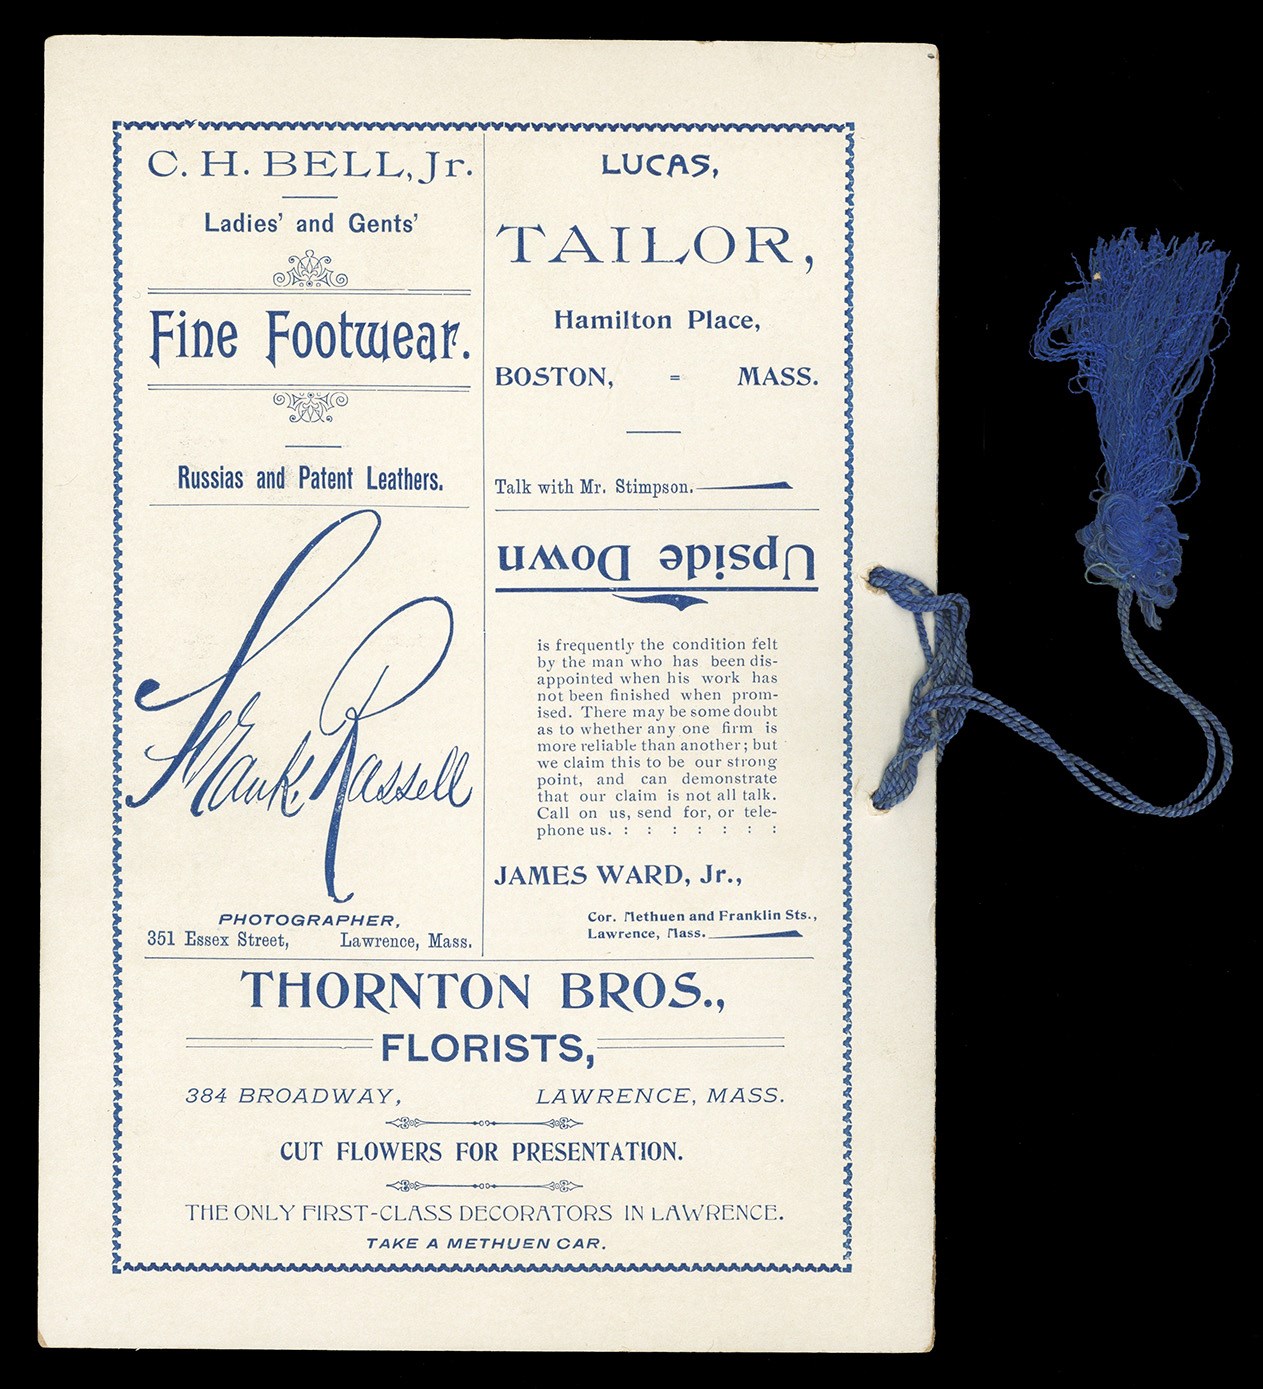 C. H. BELL, Jr.
Ladies' and Gents'
Fine Footwear.
Russias and Patent Leathers.
Frank Russell
PHOTOGRAPHER,
351 Essex Street, Lawrence, Mass.
LUCAS,
TAILOR,
Hamilton Place,
BOSTON, = MASS.
Talk with Mr. Stimpson.
Upside Down
is frequently the condition felt
by the man who has been dis-
appointed when his work has
not been finished when prom-
ised. There may be some doubt
as to whether any one firm is
more reliable than another; but
we claim this to be our strong
point, and can demonstrate
that our claim is not all talk.
Call on us, send for, or tele-
phone us. : : : : : : :
JAMES WARD, Jr.,
Cor. Methuen and Franklin Sts.,
Lawrence, Mass.
THORNTON BROS.,
FLORISTS,
384 BROADWAY, LAWRENCE, MASS.
CUT FLOWERS FOR PRESENTATION.
THE ONLY FIRST-CLASS DECORATORS IN LAWRENCE.
TAKE A METHUEN CAR.